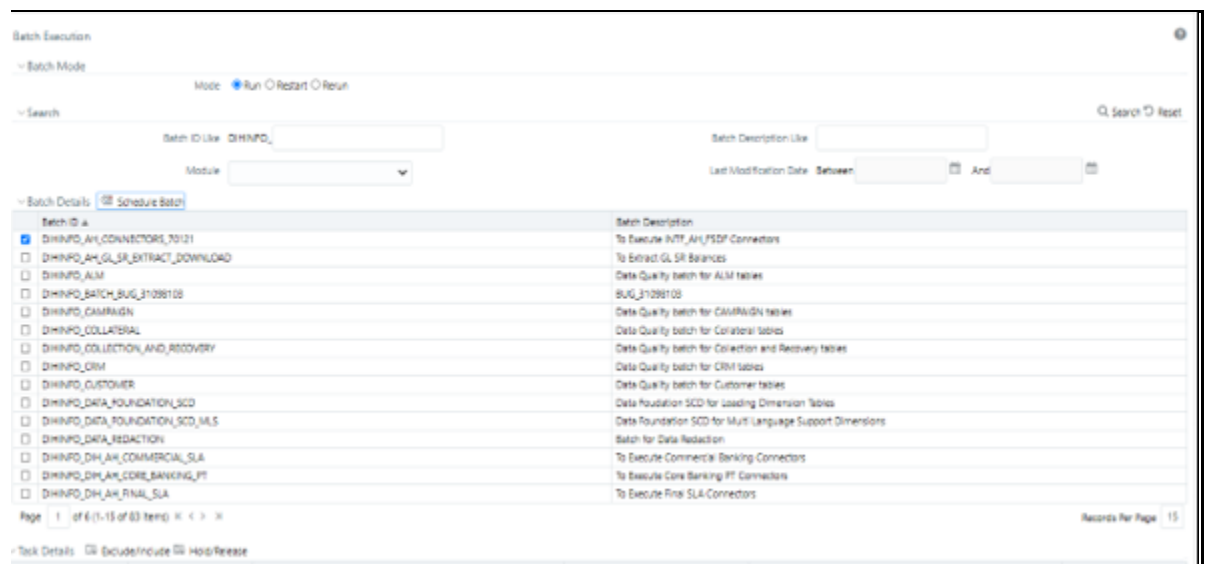 Batch Execution
Batch Mode
Mode Run Restart Rerun
Search Search Reset
Batch ID Like DIHINFO_ Batch Description Like
Module Last Modification Date Between And
Batch Details Schedule Batch
Batch ID Batch Description
DIHINFO_AH_CONNECTORS_70121 To Execute INTF_AH_FSDF Connectors
DIHINFO_AH_GL_SR_EXTRACT_DOWNLOAD To Extract GL SR Balances
DIHINFO_ALM Data Quality batch for ALM tables
DIHINFO_BATCH_BUG_31098103 BUG_31098103
DIHINFO_CAMPAIGN Data Quality batch for CAMPAIGN tables
DIHINFO_COLLATERAL Data Quality batch for Collateral tables
DIHINFO_COLLECTION_AND_RECOVERY Data Quality batch for Collection and Recovery tables
DIHINFO_CRM Data Quality batch for CRM tables
DIHINFO_CUSTOMER Data Quality batch for Customer tables
DIHINFO_DATA_FOUNDATION_SCD Data Foudation SCD for Loading Dimension Tables
DIHINFO_DATA_FOUNDATION_SCD_MLS Data Foundation SCD for Multi Language Support Dimensions
DIHINFO_DATA_REDACTION Batch for Data Redaction
DIHINFO_DIH_AH_COMMERCIAL_SLA To Execute Commercial Banking Connectors
DIHINFO_DIH_AH_CORE_BANKING_PT To Execute Core Banking PT Connectors
DIHINFO_DIH_AH_FINAL_SLA To Execute Final SLA Connectors
Page 1 of 6 (1-15 of 83 items) Records Per Page 15
Task Details Exclude/Include Hold/Release